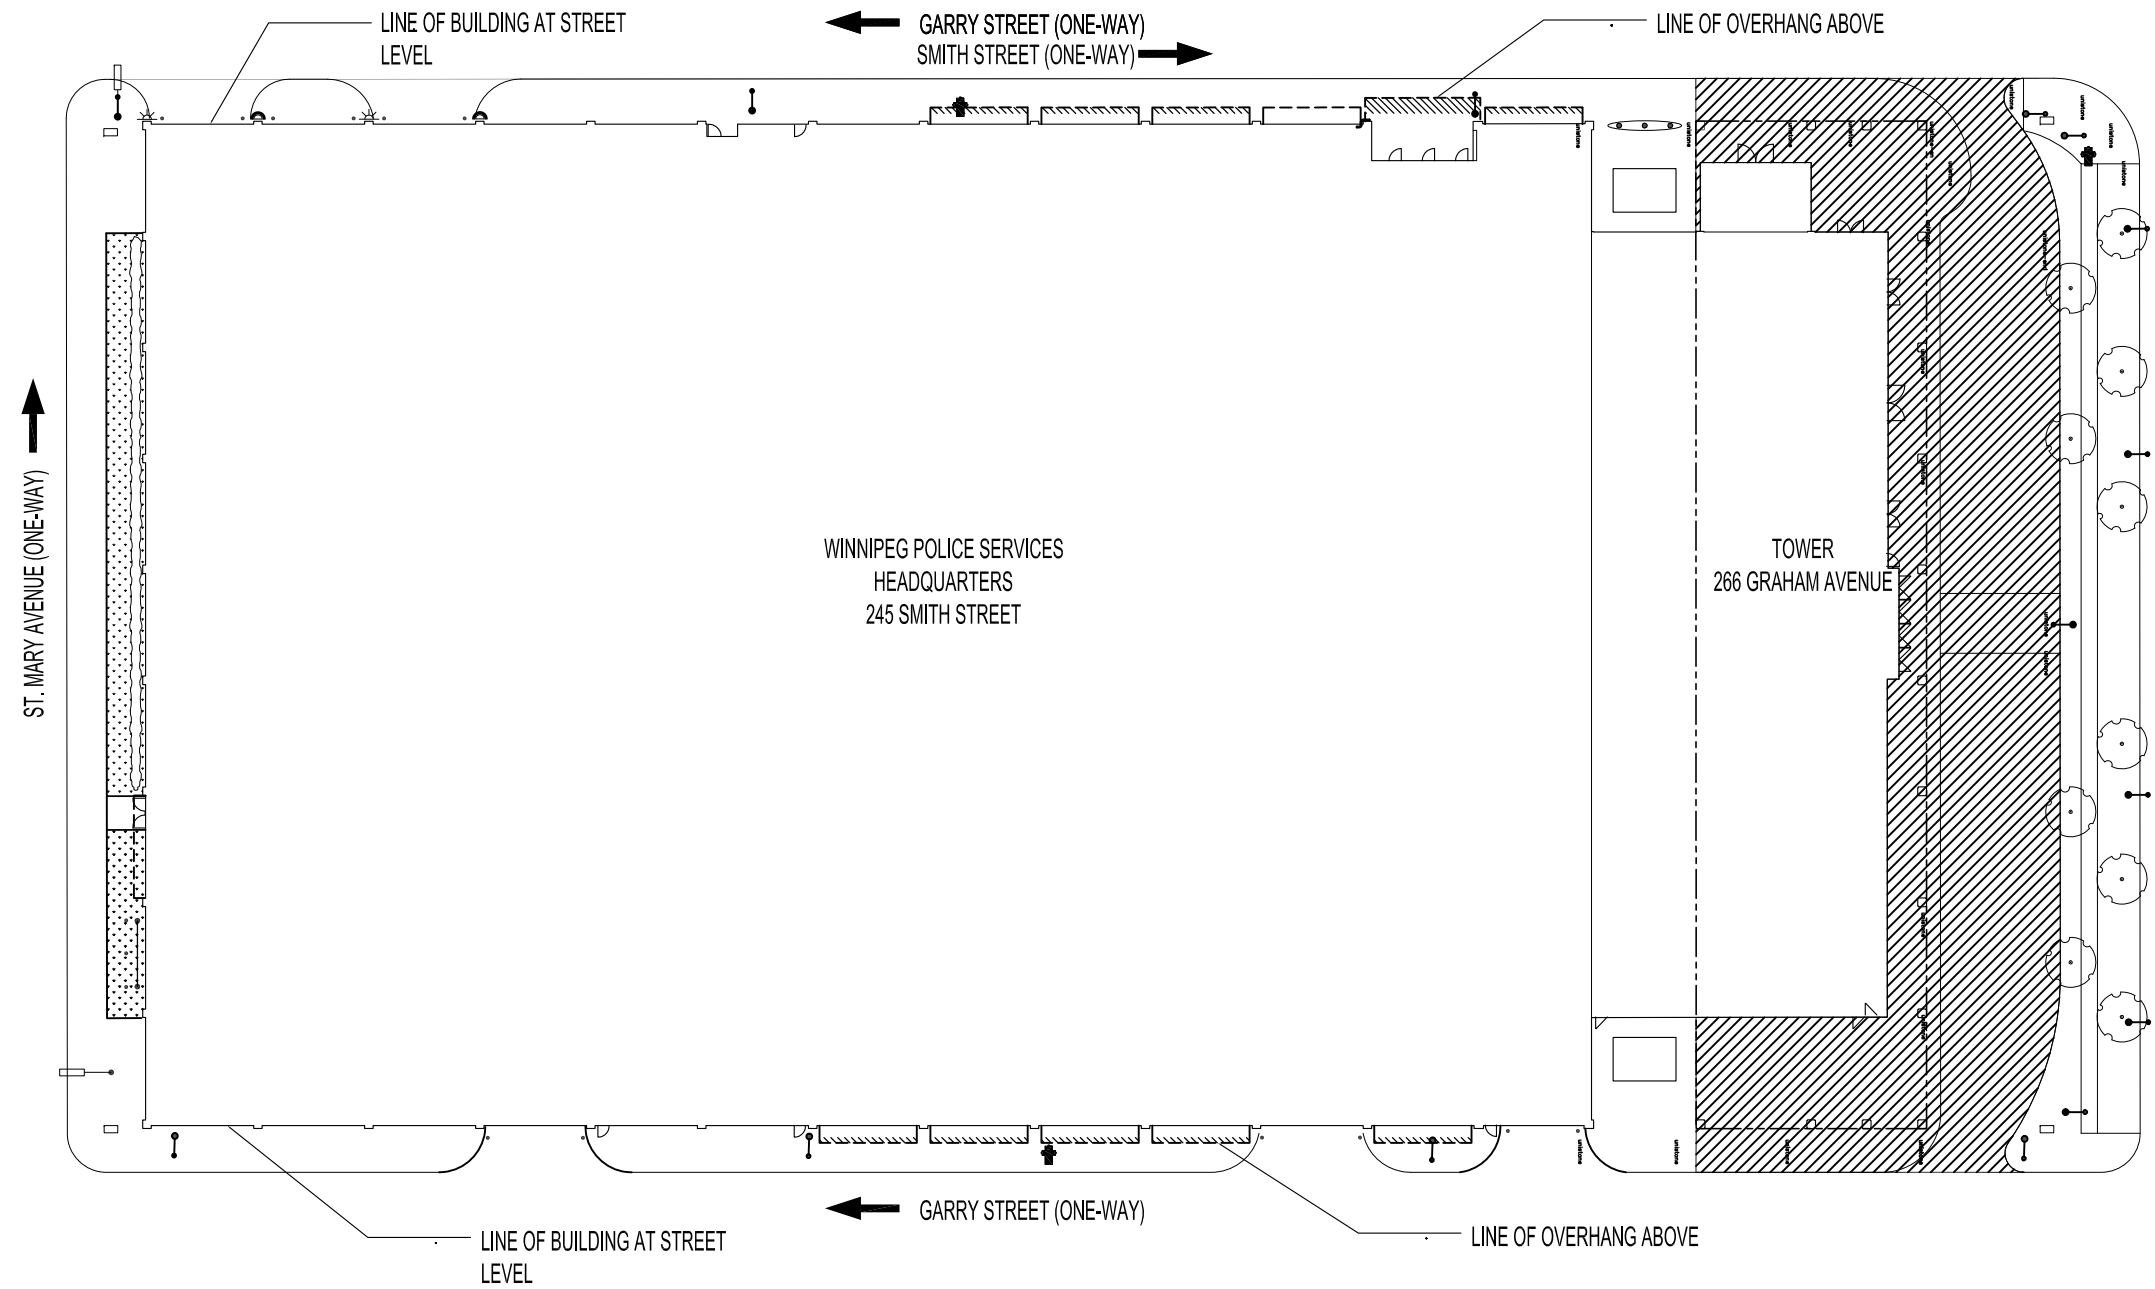 LINE OF BUILDING AT STREET
LEVEL
GARRY STREET (ONE-WAY)
SMITH STREET (ONE-WAY)
LINE OF OVERHANG ABOVE
ST. MARY AVENUE (ONE-WAY)
WINNIPEG POLICE SERVICES
HEADQUARTERS
245 SMITH STREET
TOWER
266 GRAHAM AVENUE
GARRY STREET (ONE-WAY)
LINE OF BUILDING AT STREET
LEVEL
LINE OF OVERHANG ABOVE